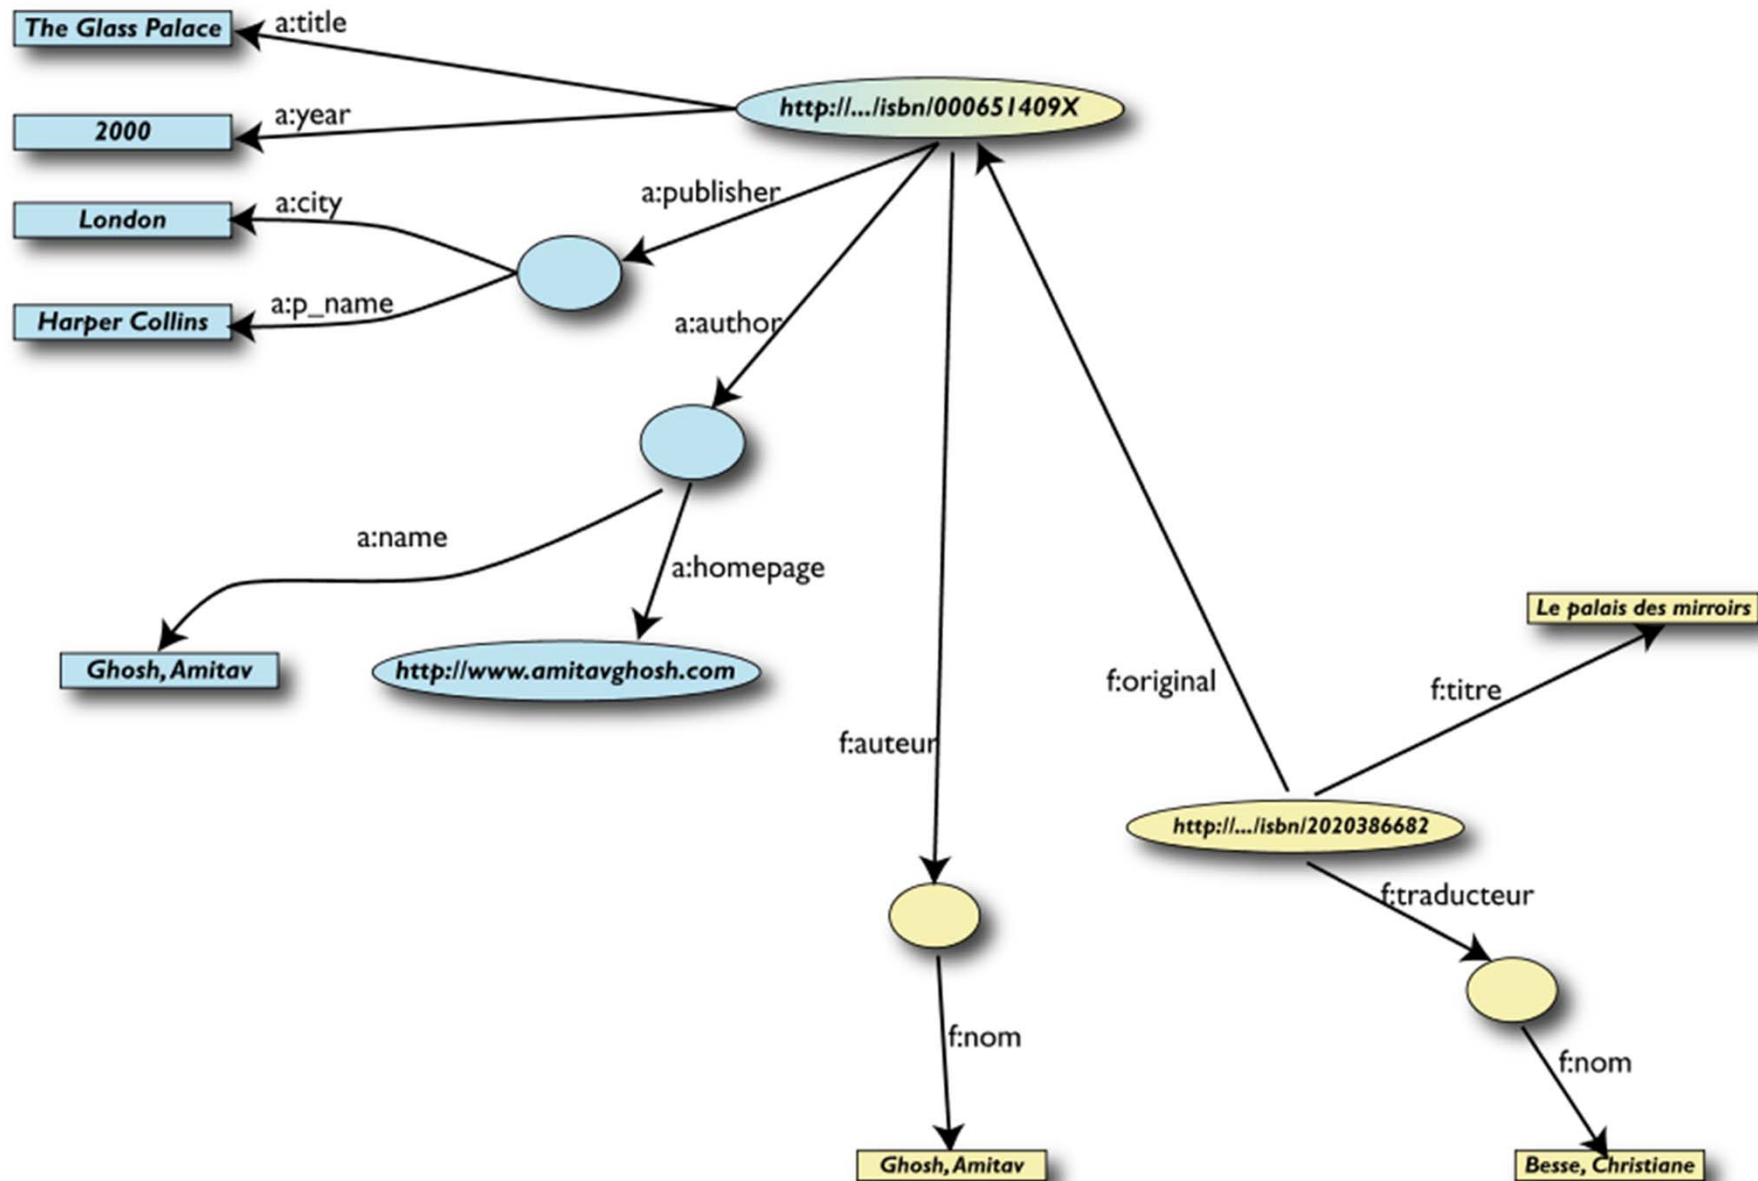 The Glass Palace
a:title
http://.../isbn/000651409X
a:year
2000
a:publisher
a:city
London
a:p_name
Harper Collins
a:author
a:name
a:homepage
Ghosh, Amitav
http://www.amitavghosh.com
Le palais des mirroirs
f:original
f:titre
f:auteur
http://.../isbn/2020386682
f:traducteur
f:nom
f:nom
Ghosh, Amitav
Besse, Christiane